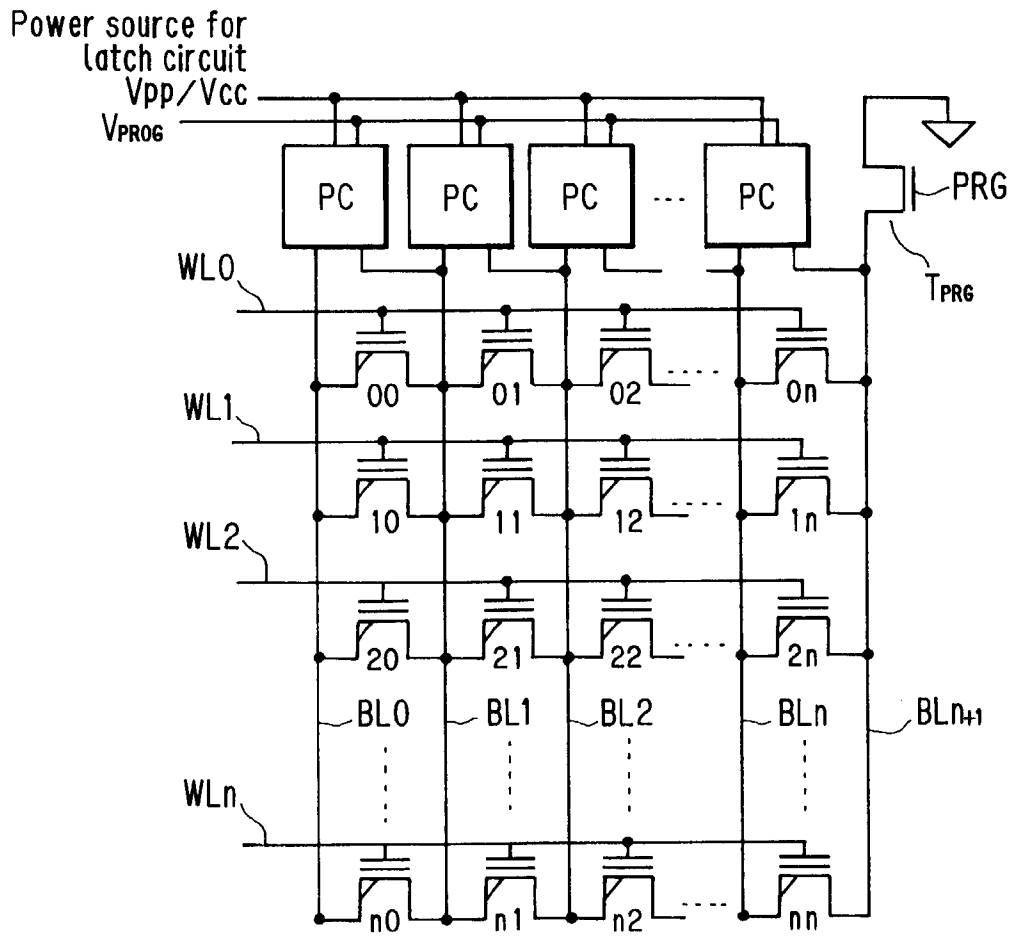 Power source for
latch circuit
Vpp/Vcc
VPROG
PC PC PC PC
PRG
TPRG
WL0
00 01 02 0n
WL1
10 11 12 1n
WL2
20 21 22 2n
BL0 BL1 BL2 BLn BLn+1
WLn
n0 n1 n2 nn